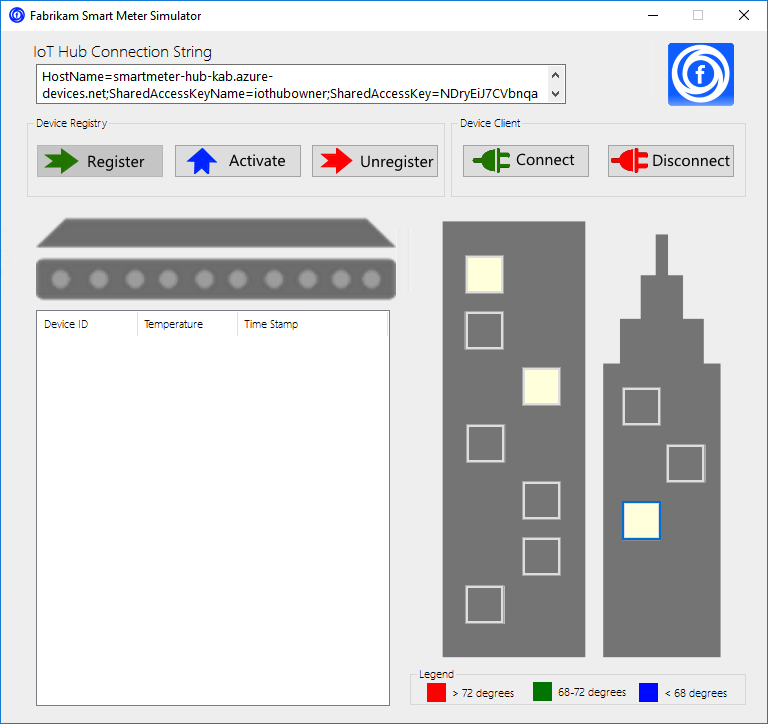 Fabrikam Smart Meter Simulator
IoT Hub Connection String
HostName=smartmeter-hub-kab.azure-
devices.net;SharedAccessKeyName=iothubowner;SharedAccessKey=NDryEiJ7CVbnqa
Device Registry
Device Client
Register
Activate
Unregister
Connect
Disconnect
Device ID
Temperature
Time Stamp
Legend
> 72 degrees
68-72 degrees
< 68 degrees